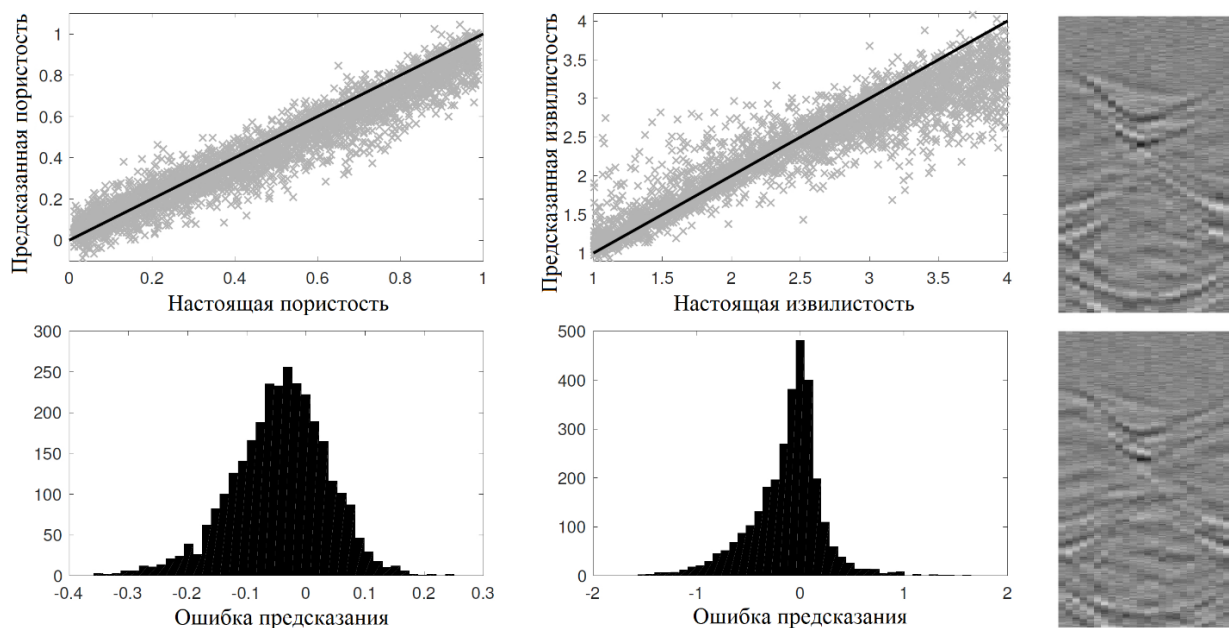 Предсказанная пористость
1
0.8
0.6
0.4
0.2
0
0 0.2 0.4 0.6 0.8 1
Настоящая пористость
Предсказанная извилистость
4
3.5
3
2.5
2
1.5
1
1 1.5 2 2.5 3 3.5 4
Настоящая извилистость
300
250
200
150
100
50
0
-0.4 -0.3 -0.2 -0.1 0 0.1 0.2 0.3
Ошибка предсказания
500
400
300
200
100
0
-2 -1 0 1 2
Ошибка предсказания